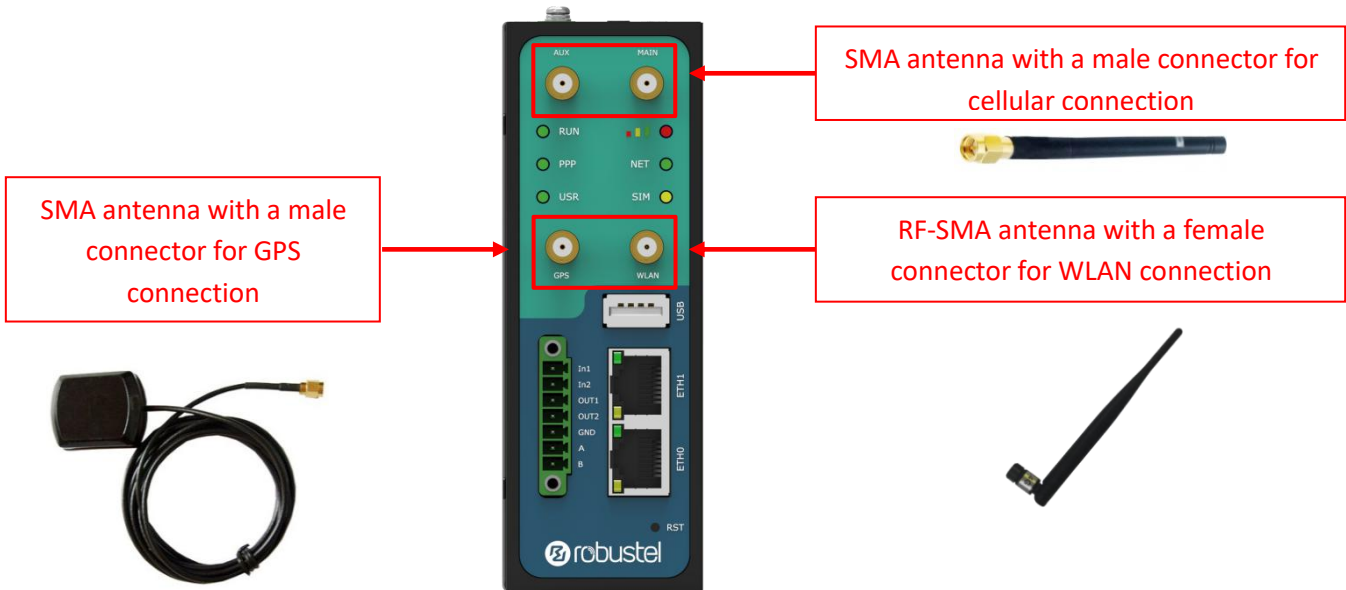 AUX MAIN
SMA antenna with a male connector for
cellular connection
RUN
PPP NET
USR SIM
SMA antenna with a male
connector for GPS
connection
RF-SMA antenna with a female
connector for WLAN connection
GPS WLAN
USB
In1
In2
OUT1
OUT2
GND
A
B
ETH1
ETH0
RST
robustel